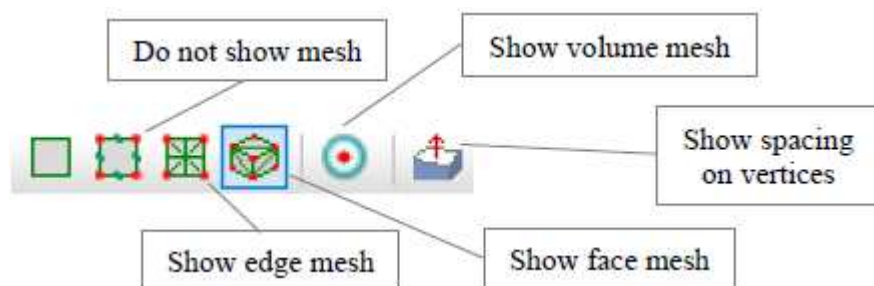 Do not show mesh
Show volume mesh
Show spacing
on vertices
Show edge mesh
Show face mesh